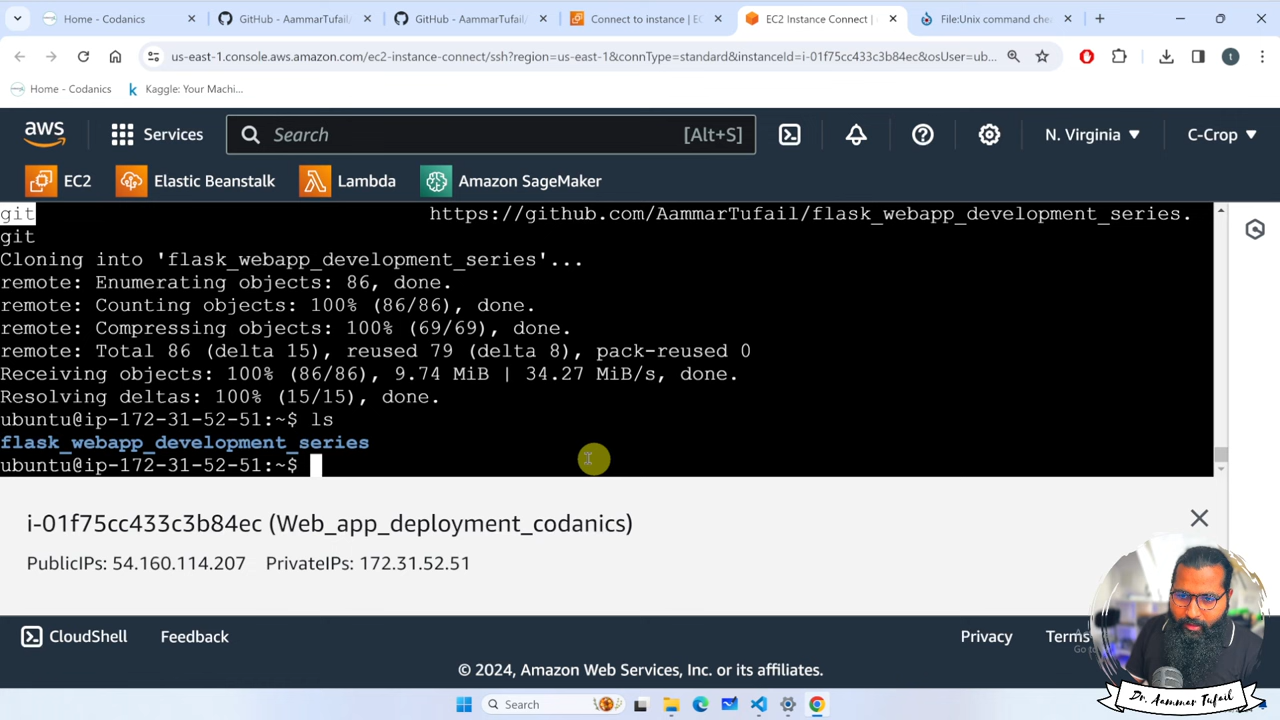 Home - Codanics
GitHub - AammarTufail/
GitHub - AammarTufail/
Connect to instance | EC
EC2 Instance Connect |
File:Unix command che
us-east-1.console.aws.amazon.com/ec2-instance-connect/ssh?region=us-east-1&connType=standard&instanceId=i-01f75cc433c3b84ec&osUser=ub...
t
Home - Codanics
Kaggle: Your Machi...
aws
Services
Search
[Alt+S]
N. Virginia
C-Crop
EC2
Elastic Beanstalk
Lambda
Amazon SageMaker
git https://github.com/AammarTufail/flask_webapp_development_series.
git
Cloning into 'flask_webapp_development_series'...
remote: Enumerating objects: 86, done.
remote: Counting objects: 100% (86/86), done.
remote: Compressing objects: 100% (69/69), done.
remote: Total 86 (delta 15), reused 79 (delta 8), pack-reused 0
Receiving objects: 100% (86/86), 9.74 MiB | 34.27 MiB/s, done.
Resolving deltas: 100% (15/15), done.
ubuntu@ip-172-31-52-51:~$ ls
flask_webapp_development_series
ubuntu@ip-172-31-52-51:~$
i-01f75cc433c3b84ec (Web_app_deployment_codanics)
PublicIPs: 54.160.114.207 PrivateIPs: 172.31.52.51
CloudShell
Feedback
Privacy
Terms
Go to
© 2024, Amazon Web Services, Inc. or its affiliates.
Dr. Aammar Tufail
Search